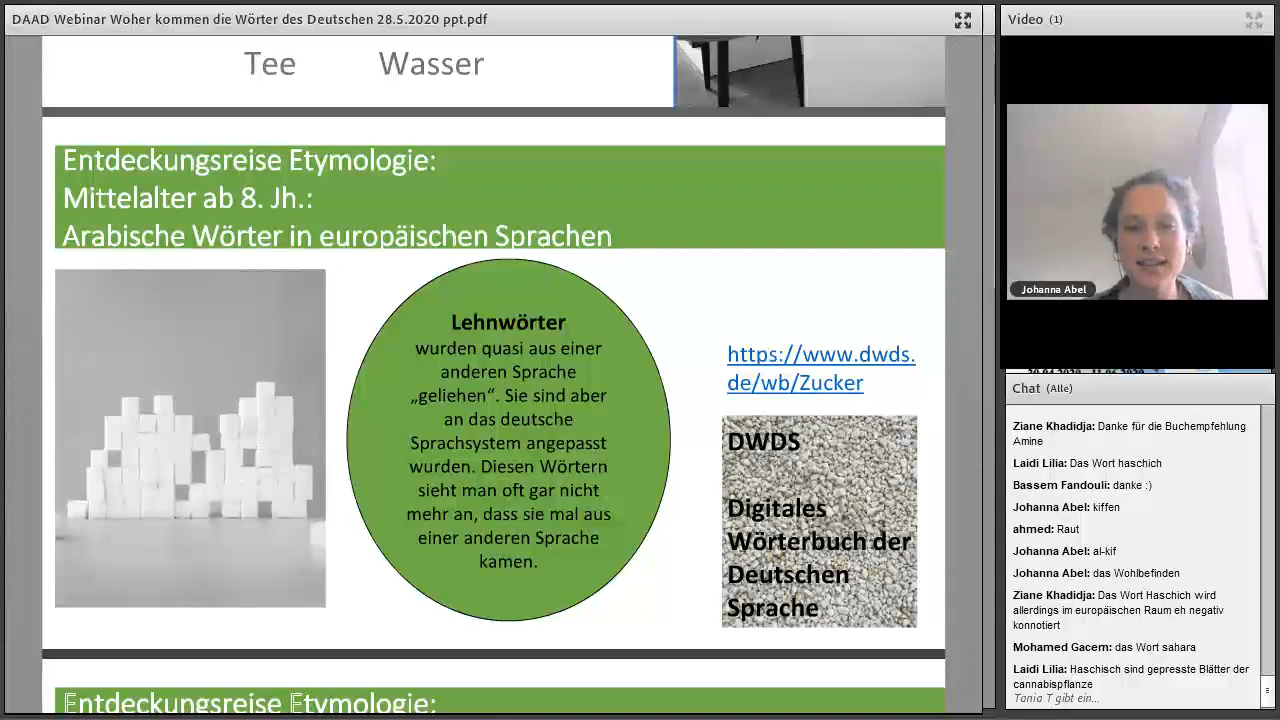 DAAD Webinar Woher kommen die Wörter des Deutschen 28.5.2020 ppt.pdf
Tee Wasser
Entdeckungsreise Etymologie:
Mittelalter ab 8. Jh.:
Arabische Wörter in europäischen Sprachen
Lehnwörter
wurden quasi aus einer
anderen Sprache
„geliehen“. Sie sind aber
an das deutsche
Sprachsystem angepasst
wurden. Diesen Wörtern
sieht man oft gar nicht
mehr an, dass sie mal aus
einer anderen Sprache
kamen.
https://www.dwds.
de/wb/Zucker
DWDS
Digitales
Wörterbuch der
Deutschen
Sprache
Entdeckungsreise Etymologie:
Video (1)
Johanna Abel
Chat (Alle)
Ziane Khadidja: Danke für die Buchempfehlung
Amine
Laidi Lilia: Das Wort haschich
Bassem Fandouli: danke :)
Johanna Abel: kiffen
ahmed: Raut
Johanna Abel: al-kif
Johanna Abel: das Wohlbefinden
Ziane Khadidja: Das Wort Haschich wird
allerdings im europäischen Raum eh negativ
konnotiert
Mohamed Gacem: das Wort sahara
Laidi Lilia: Haschisch sind gepresste Blätter der
cannabispflanze
Tania T gibt ein...